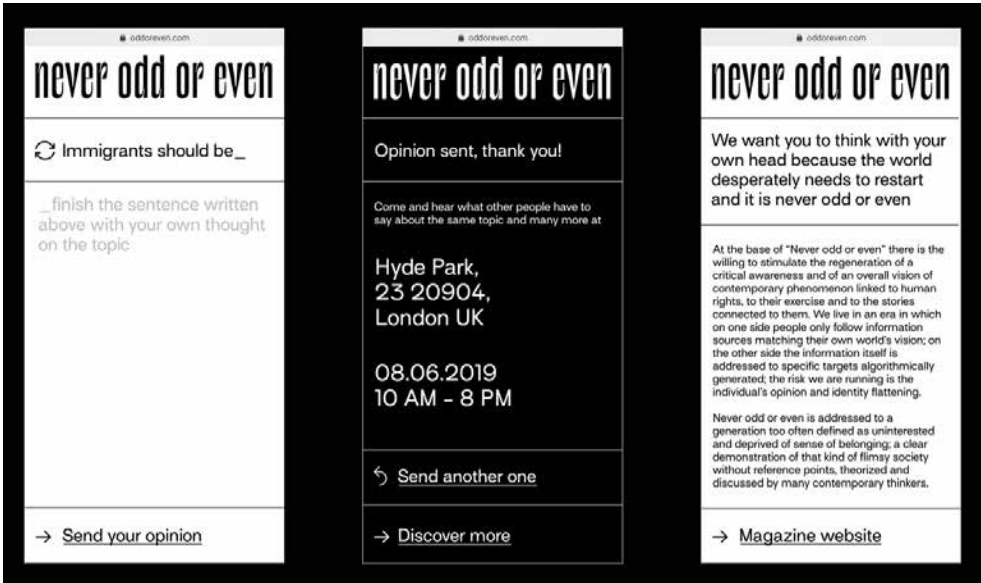 oddoreven.com
never odd or even
Immigrants should be_
_finish the sentence written
above with your own thought
on the topic
→ Send your opinion
oddoreven.com
never odd or even
Opinion sent, thank you!
Come and hear what other people have to
say about the same topic and many more at
Hyde Park,
23 20904,
London UK
08.06.2019
10 AM – 8 PM
Send another one
→ Discover more
oddoreven.com
never odd or even
We want you to think with your
own head because the world
desperately needs to restart
and it is never odd or even
At the base of “Never odd or even” there is the
willing to stimulate the regeneration of a
critical awareness and of an overall vision of
contemporary phenomenon linked to human
rights, to their exercise and to the stories
connected to them. We live in an era in which
on one side people only follow information
sources matching their own world's vision; on
the other side the information itself is
addressed to specific targets algorithmically
generated; the risk we are running is the
individual's opinion and identity flattening.
Never odd or even is addressed to a
generation too often defined as uninterested
and deprived of sense of belonging; a clear
demonstration of that kind of flimsy society
without reference points, theorized and
discussed by many contemporary thinkers.
→ Magazine website